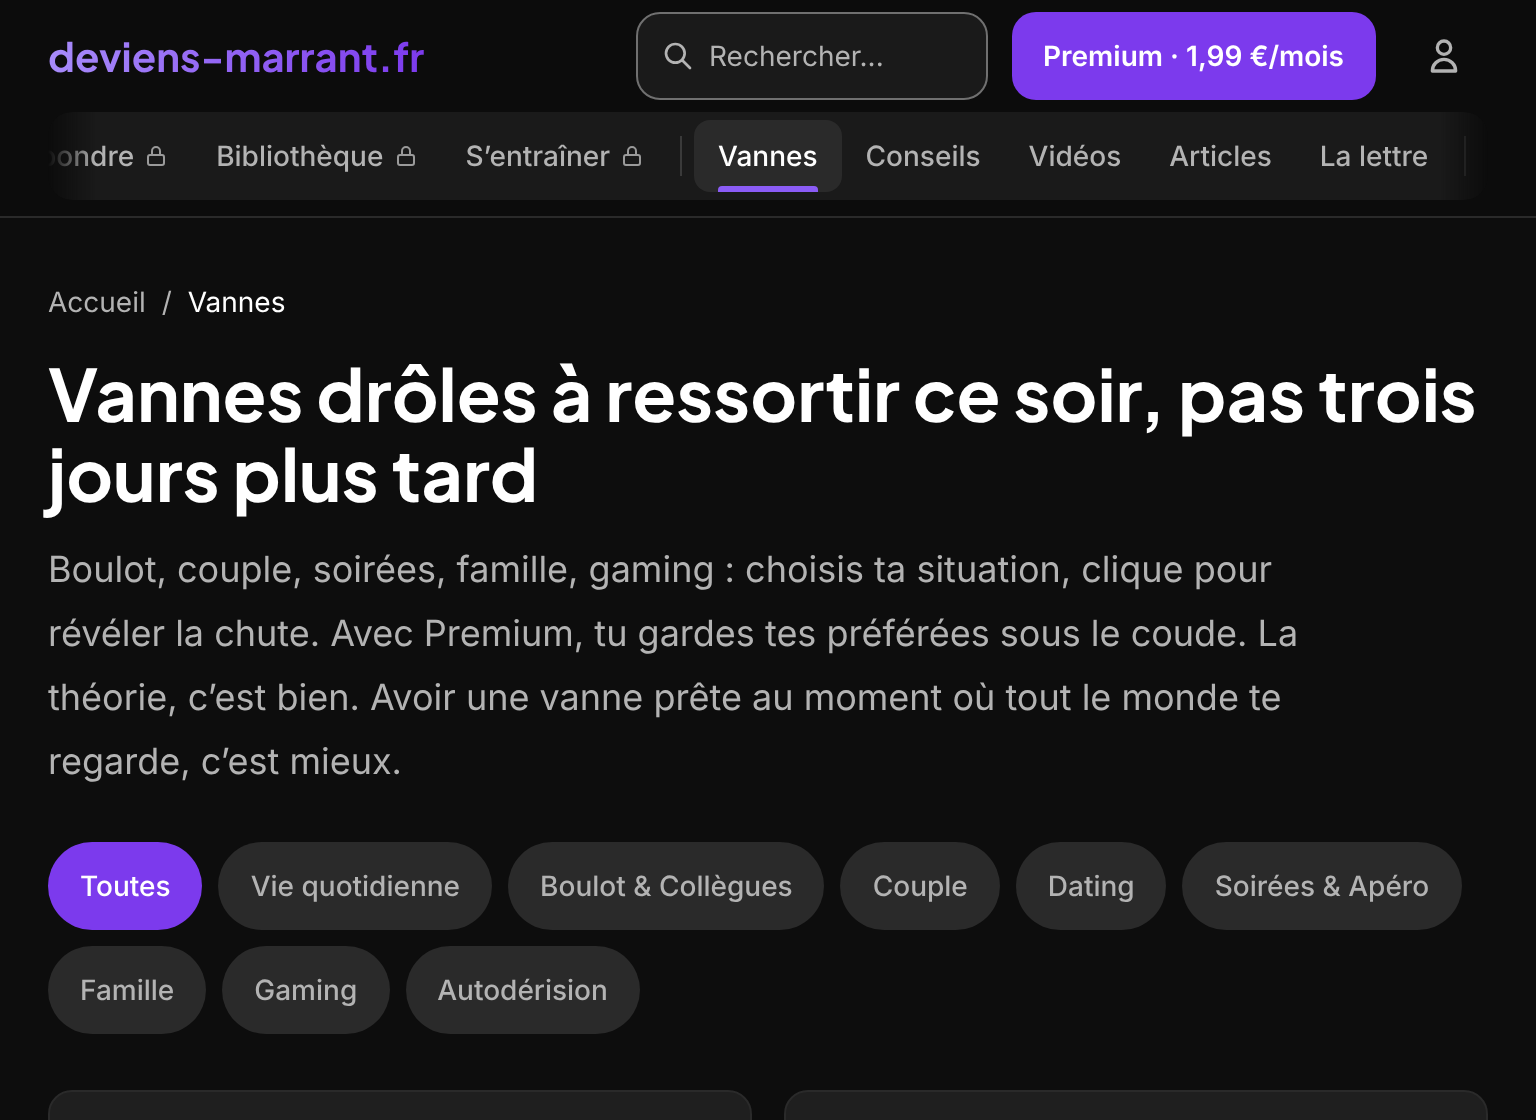 deviens-marrant.fr
Rechercher...
Premium · 1,99 €/mois
Bibliothèque
S’entraîner
Vannes
Conseils
Vidéos
Articles
La lettre
Accueil / Vannes
Vannes drôles à ressortir ce soir, pas trois
jours plus tard
Boulot, couple, soirées, famille, gaming : choisis ta situation, clique pour
révéler la chute. Avec Premium, tu gardes tes préférées sous le coude. La
théorie, c’est bien. Avoir une vanne prête au moment où tout le monde te
regarde, c’est mieux.
Toutes
Vie quotidienne
Boulot & Collègues
Couple
Dating
Soirées & Apéro
Famille
Gaming
Autodérision